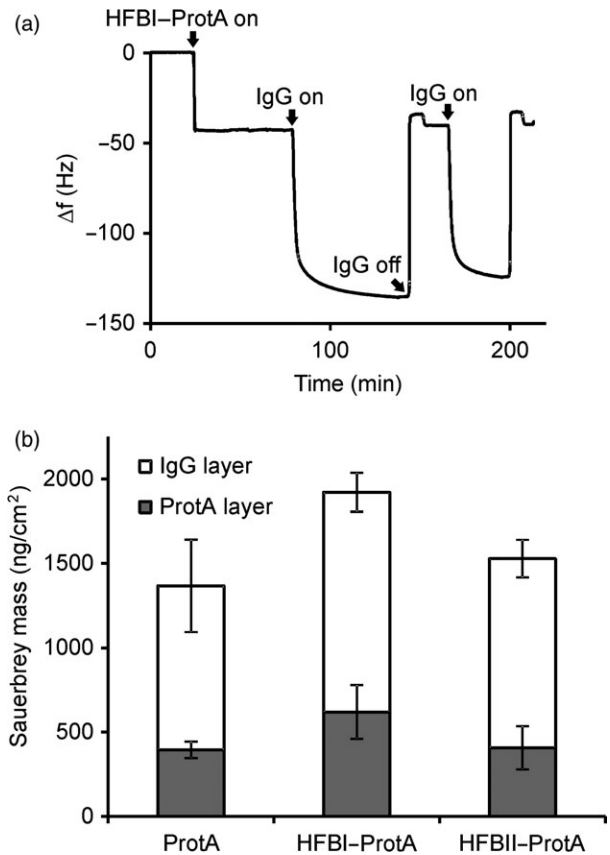 (a)
HFBI–ProtA on
IgG on
IgG on
IgG off
0
−50
−100
−150
Δf (Hz)
0
100
200
Time (min)
(b)
IgG layer
ProtA layer
2000
1500
1000
500
0
Sauerbrey mass (ng/cm²)
ProtA
HFBI–ProtA
HFBII–ProtA